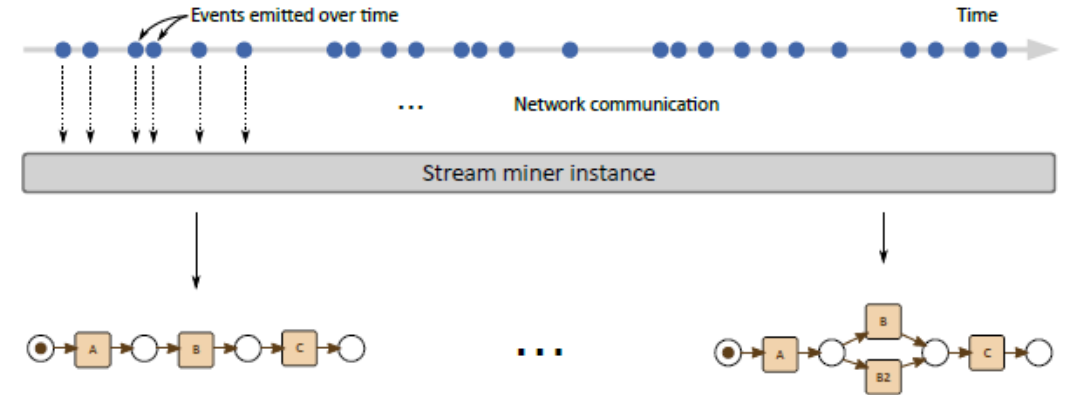 Events emitted over time
Time
... Network communication
Stream miner instance
A B C
...
A B B2 C